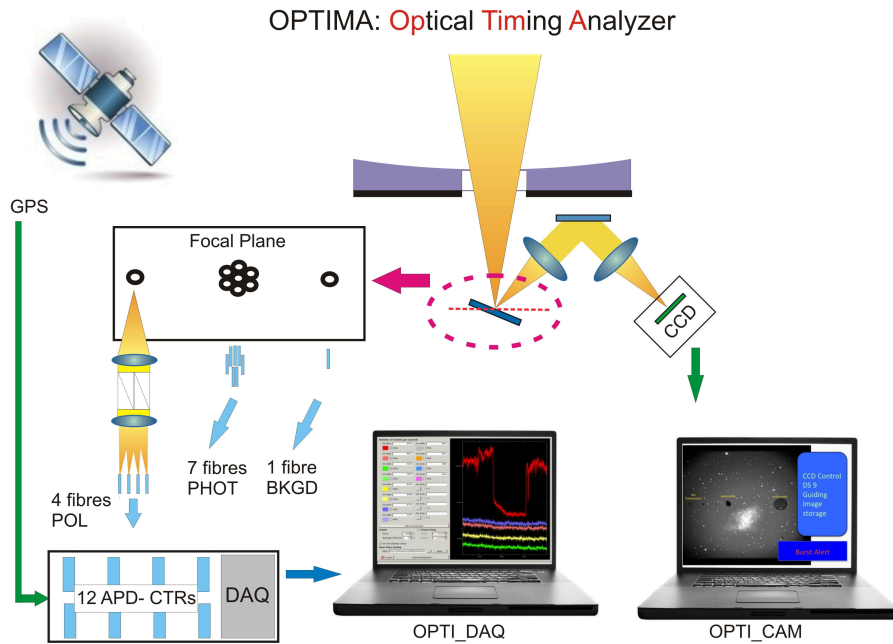 OPTIMA: Optical Timing Analyzer
GPS
Focal Plane
CCD
4 fibres
POL
7 fibres
PHOT
1 fibre
BKGD
12 APD- CTRs
DAQ
CCD Control
DS 9
Guiding
Image
storage
Burst Alert
OPTI_DAQ
OPTI_CAM